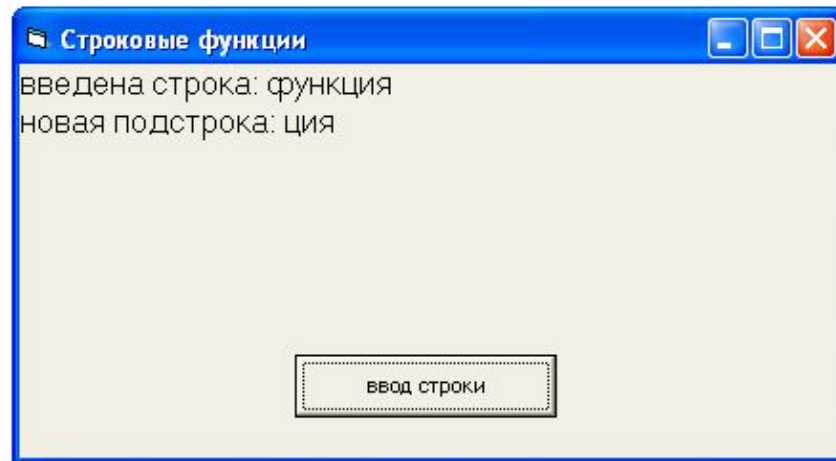 Строковые функции
введена строка: функция
новая подстрока: ция
ввод строки